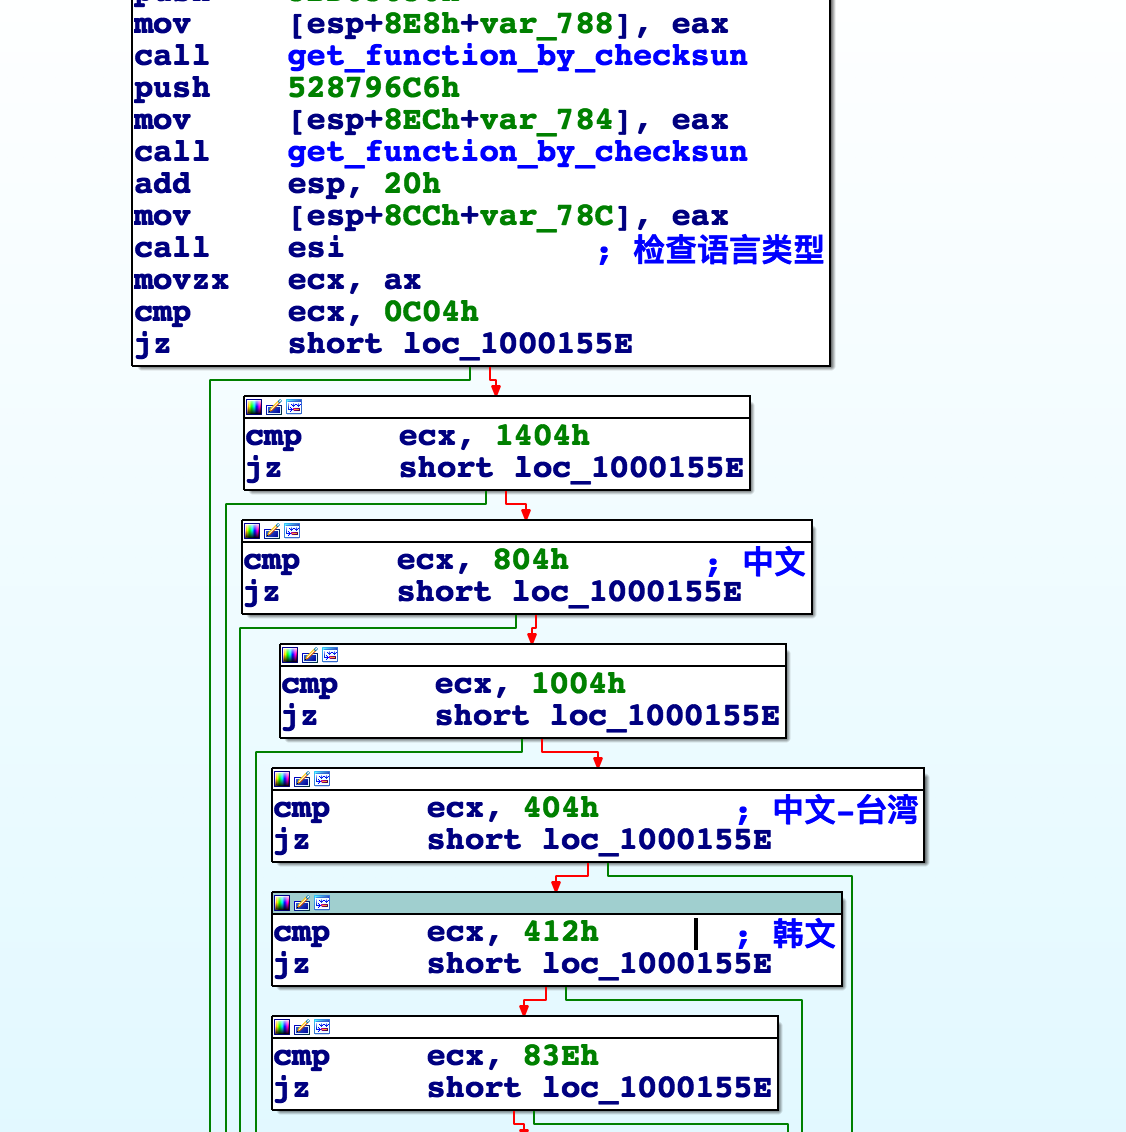 mov [esp+8E8h+var_788], eax
call get_function_by_checksun
push 528796C6h
mov [esp+8ECh+var_784], eax
call get_function_by_checksun
add esp, 20h
mov [esp+8CCh+var_78C], eax
call esi ; 检查语言类型
movzx ecx, ax
cmp ecx, 0C04h
jz short loc_1000155E
cmp ecx, 1404h
jz short loc_1000155E
cmp ecx, 804h ; 中文
jz short loc_1000155E
cmp ecx, 1004h
jz short loc_1000155E
cmp ecx, 404h ; 中文-台湾
jz short loc_1000155E
cmp ecx, 412h ; 韩文
jz short loc_1000155E
cmp ecx, 83Eh
jz short loc_1000155E